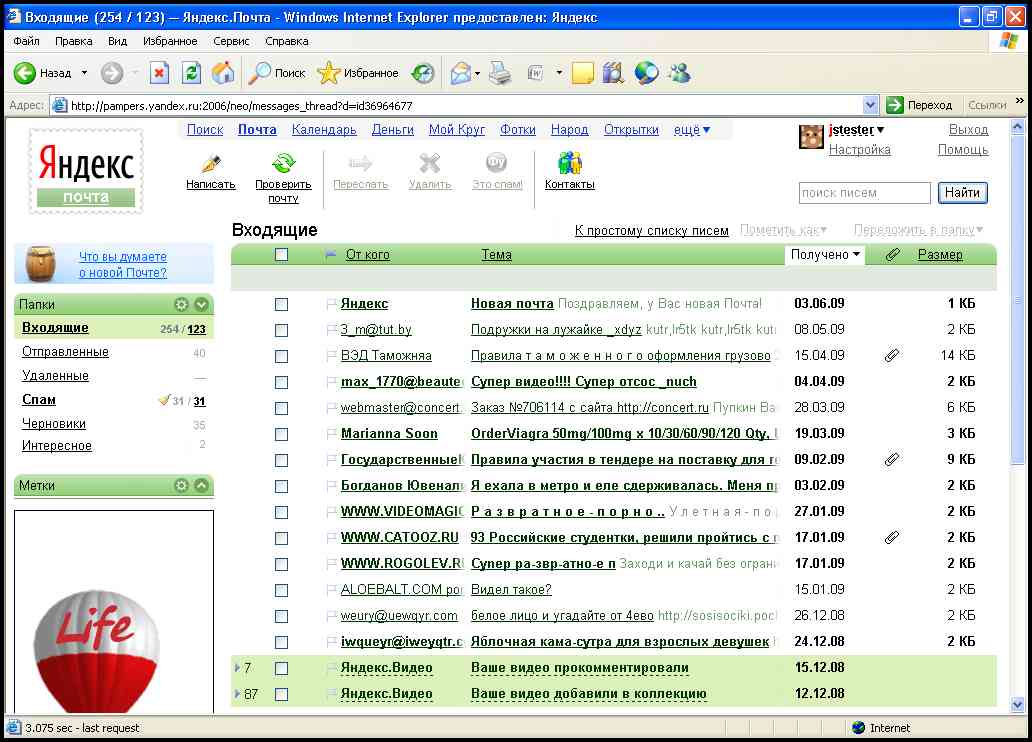 Входящие (254 / 123) — Яндекс.Почта - Windows Internet Explorer предоставлен: Яндекс
Файл Правка Вид Избранное Сервис Справка
Назад Поиск Избранное
Адрес: http://pampers.yandex.ru:2006/neo/messages_thread?d=id36964677 Переход Ссылки »
Поиск Почта Календарь Деньги Мой Круг Фотки Народ Открытки ещё▼ jstester▼ Выход
Настройка Помощь
Яндекс
почта
Написать Проверить почту Переслать Удалить Это спам! Контакты
поиск писем Найти
Входящие К простому списку писем Пометить как▼ Переложить в папку▼
Что вы думаете
о новой Почте?
От кого Тема Получено▼ Размер
Папки
Входящие 254 / 123
Отправленные 40
Удаленные —
Спам 31 / 31
Черновики 35
Интересное 2
Метки
Life
Яндекс Новая почта Поздравляем, у Вас новая Почта! 03.06.09 1 КБ
3_m@tut.by Подружки на лужайке _xdyz kutr,lr5tk kutr,lr5tk kut 08.05.09 2 КБ
ВЭД Таможняа Правила т а м о ж е н н о г о оформления грузово 15.04.09 14 КБ
max_1770@beaute Супер видео!!!! Супер отсос _nuch 04.04.09 2 КБ
webmaster@concert. Заказ №706114 с сайта http://concert.ru Пупкин Ва 28.03.09 6 КБ
Marianna Soon OrderViagra 50mg/100mg x 10/30/60/90/120 Qty, 19.03.09 3 КБ
Государственные Правила участия в тендере на поставку для 09.02.09 9 КБ
Богданов Ювенал Я ехала в метро и еле сдерживалась. Меня 03.02.09 2 КБ
WWW.VIDEOMAGI Р а з в р а т н о е - п о р н о .. У л е т н а я - п о 27.01.09 2 КБ
WWW.CATOOZ.RU 93 Российские студентки, решили пройтись с 17.01.09 2 КБ
WWW.ROGOLEV.R Супер ра-звр-атно-е п Заходи и качай без ограни 17.01.09 2 КБ
ALOEBALT.COM por Видел такое? 15.01.09 2 КБ
weury@uewqyr.com белое лицо и угадайте от 4ево http://sosisociki.poc 26.12.08 2 КБ
iwqueyr@iweyqtr.c Яблочная кама-сутра для взрослых девушек 24.12.08 2 КБ
7 Яндекс.Видео Ваше видео прокомментировали 15.12.08
87 Яндекс.Видео Ваше видео добавили в коллекцию 12.12.08
3.075 sec - last request Internet